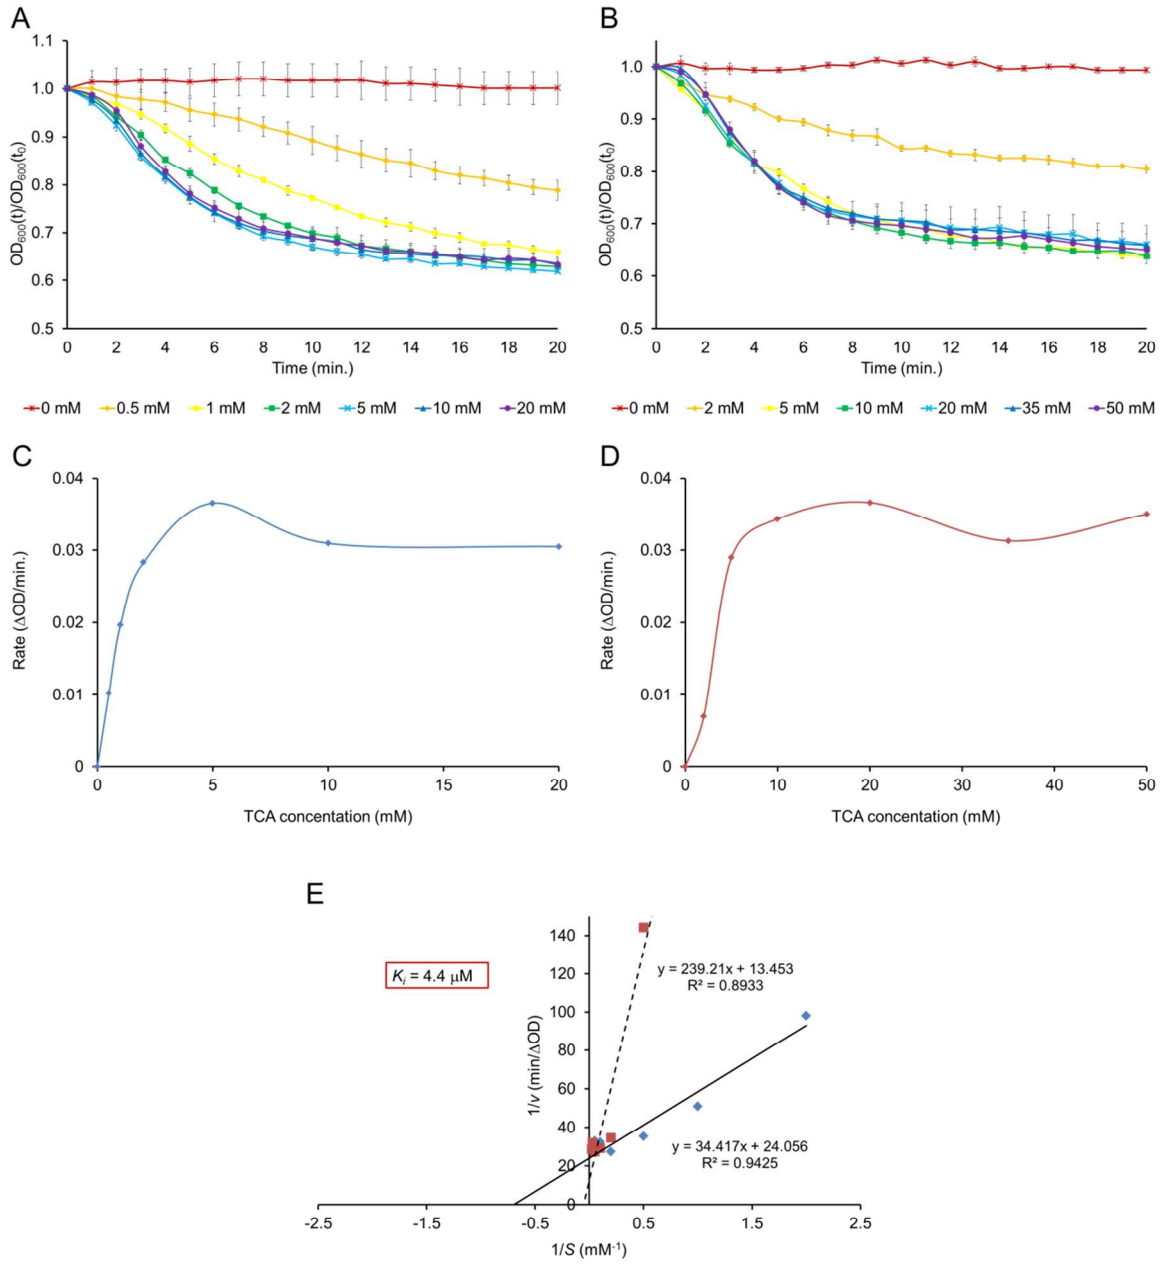 A
B
1.1
1.0
0.9
0.8
0.7
0.6
0.5
OD600(t)/OD600(t0)
0 2 4 6 8 10 12 14 16 18 20
Time (min.)
1.0
0.9
0.8
0.7
0.6
0.5
OD600(t)/OD600(t0)
0 2 4 6 8 10 12 14 16 18 20
Time (min.)
0 mM 0.5 mM 1 mM 2 mM 5 mM 10 mM 20 mM
0 mM 2 mM 5 mM 10 mM 20 mM 35 mM 50 mM
C
D
0.04
0.03
0.02
0.01
0
Rate (ΔOD/min.)
0 5 10 15 20
TCA concentation (mM)
0.04
0.03
0.02
0.01
0
Rate (ΔOD/min.)
0 10 20 30 40 50
TCA concentation (mM)
E
Ki = 4.4 µM
140
120
100
80
60
40
20
0
1/v (min/ΔOD)
y = 239.21x + 13.453
R² = 0.8933
y = 34.417x + 24.056
R² = 0.9425
-2.5 -1.5 -0.5 0.5 1.5 2.5
1/S (mM-1)